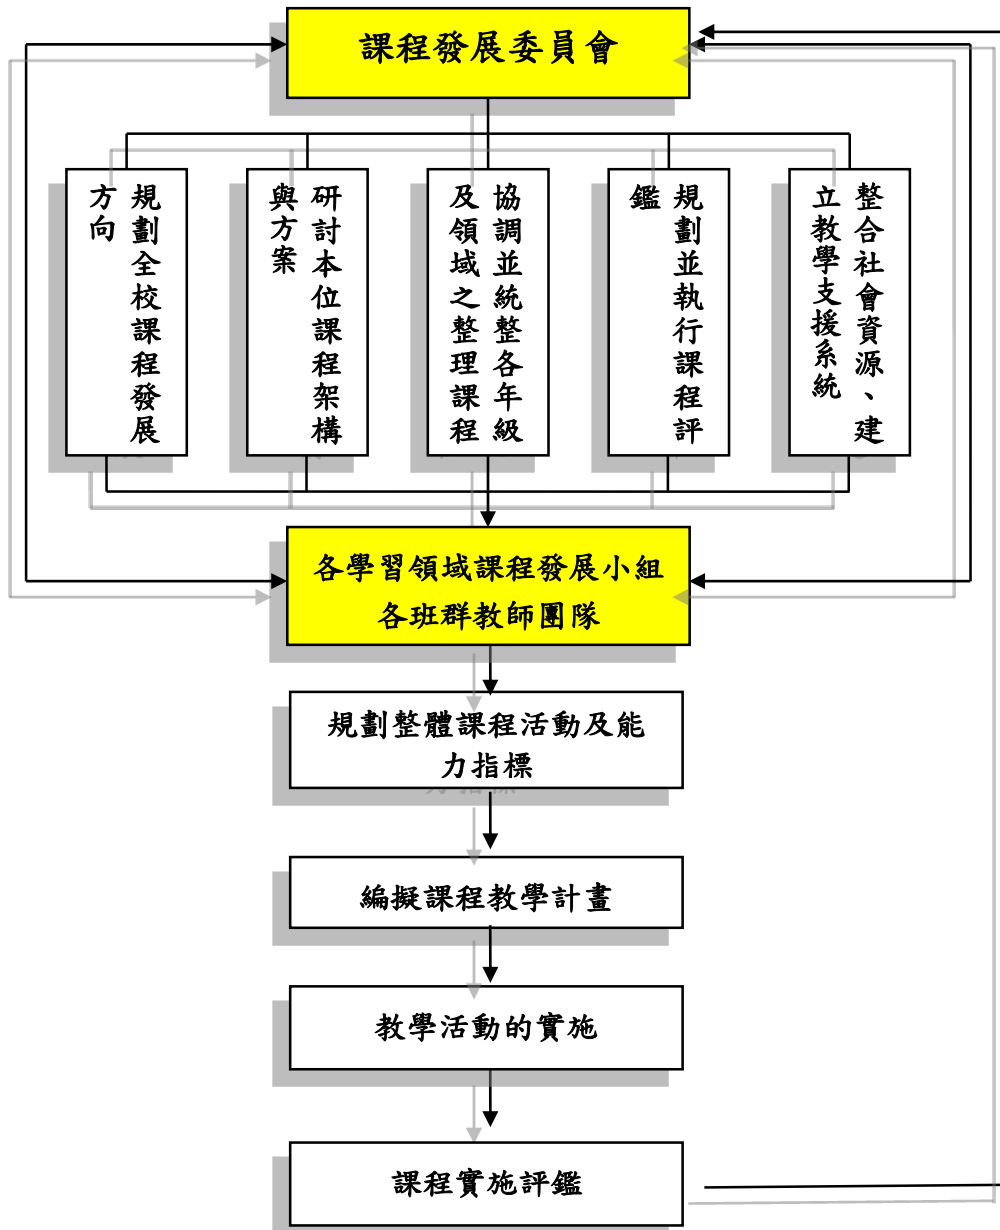 課程發展委員會
規劃全校課程發展
方向
研討本位課程架構
與方案
協調並統整各年級
及領域之整理課程
規劃並執行課程評
鑑
整合社會資源、建
立教學支援系統
各學習領域課程發展小組
各班群教師團隊
規劃整體課程活動及能
力指標
編擬課程教學計畫
教學活動的實施
課程實施評鑑